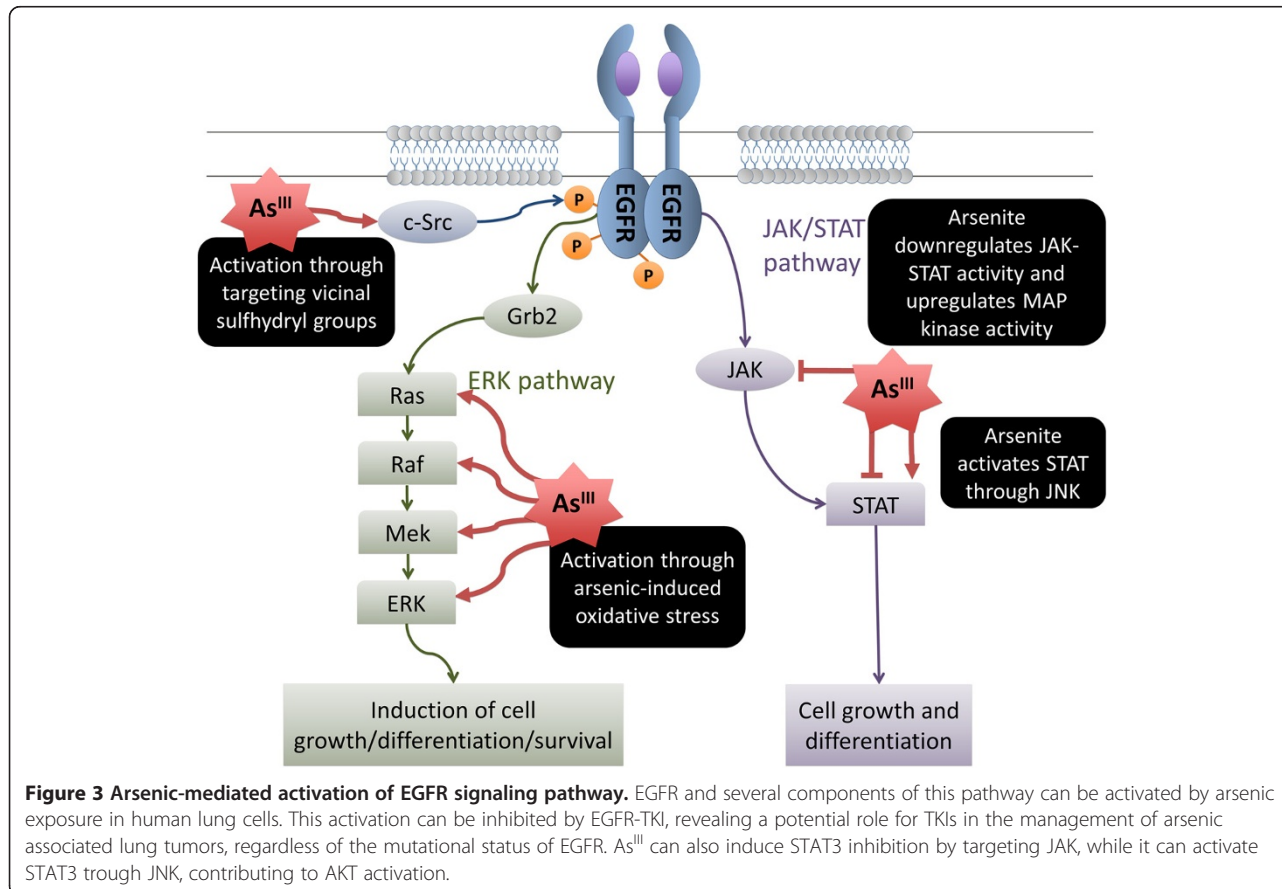 EGFR
EGFR
P
P
P
As^III
c-Src
Activation through
targeting vicinal
sulfhydryl groups
Grb2
ERK pathway
Ras
Raf
Mek
ERK
As^III
Activation through
arsenic-induced
oxidative stress
Induction of cell
growth/differentiation/survival
JAK/STAT
pathway
Arsenite
downregulates JAK-
STAT activity and
upregulates MAP
kinase activity
JAK
As^III
Arsenite
activates STAT
through JNK
STAT
Cell growth and
differentiation
Figure 3 Arsenic-mediated activation of EGFR signaling pathway. EGFR and several components of this pathway can be activated by arsenic
exposure in human lung cells. This activation can be inhibited by EGFR-TKI, revealing a potential role for TKIs in the management of arsenic
associated lung tumors, regardless of the mutational status of EGFR. As^III can also induce STAT3 inhibition by targeting JAK, while it can activate
STAT3 trough JNK, contributing to AKT activation.